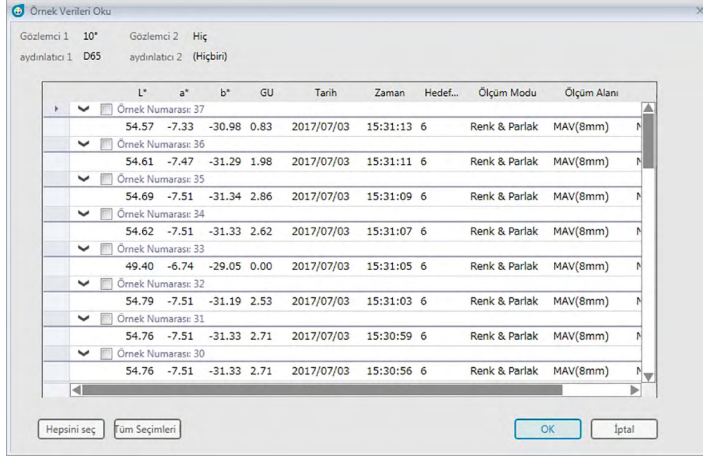 Örnek Verileri Oku
Gözlemci 1 10° Gözlemci 2 Hiç
aydınlatıcı 1 D65 aydınlatıcı 2 (Hiçbiri)
L* a* b* GU Tarih Zaman Hedef... Ölçüm Modu Ölçüm Alanı
Örnek Numarası: 37
54.57 -7.33 -30.98 0.83 2017/07/03 15:31:13 6 Renk & Parlak MAV(8mm)
Örnek Numarası: 36
54.61 -7.47 -31.29 1.98 2017/07/03 15:31:11 6 Renk & Parlak MAV(8mm)
Örnek Numarası: 35
54.69 -7.51 -31.34 2.86 2017/07/03 15:31:09 6 Renk & Parlak MAV(8mm)
Örnek Numarası: 34
54.62 -7.51 -31.33 2.62 2017/07/03 15:31:07 6 Renk & Parlak MAV(8mm)
Örnek Numarası: 33
49.40 -6.74 -29.05 0.00 2017/07/03 15:31:05 6 Renk & Parlak MAV(8mm)
Örnek Numarası: 32
54.79 -7.51 -31.19 2.53 2017/07/03 15:31:03 6 Renk & Parlak MAV(8mm)
Örnek Numarası: 31
54.76 -7.51 -31.33 2.71 2017/07/03 15:30:59 6 Renk & Parlak MAV(8mm)
Örnek Numarası: 30
54.76 -7.51 -31.33 2.71 2017/07/03 15:30:56 6 Renk & Parlak MAV(8mm)
Hepsini seç Tüm Seçimleri OK İptal